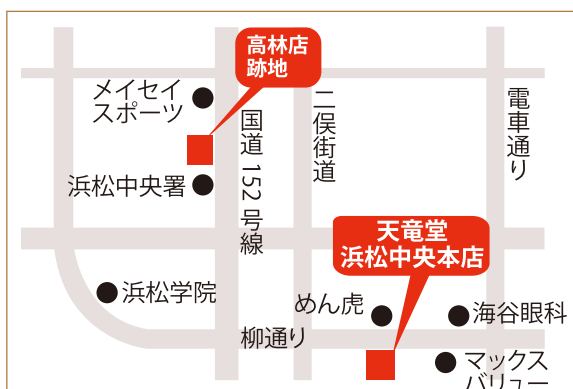 高林店
跡地
メイセイ
スポーツ
国道152号線
二俣街道
電車通り
浜松中央署
天竜堂
浜松中央本店
浜松学院
めん虎
海谷眼科
柳通り
マックス
バリュー